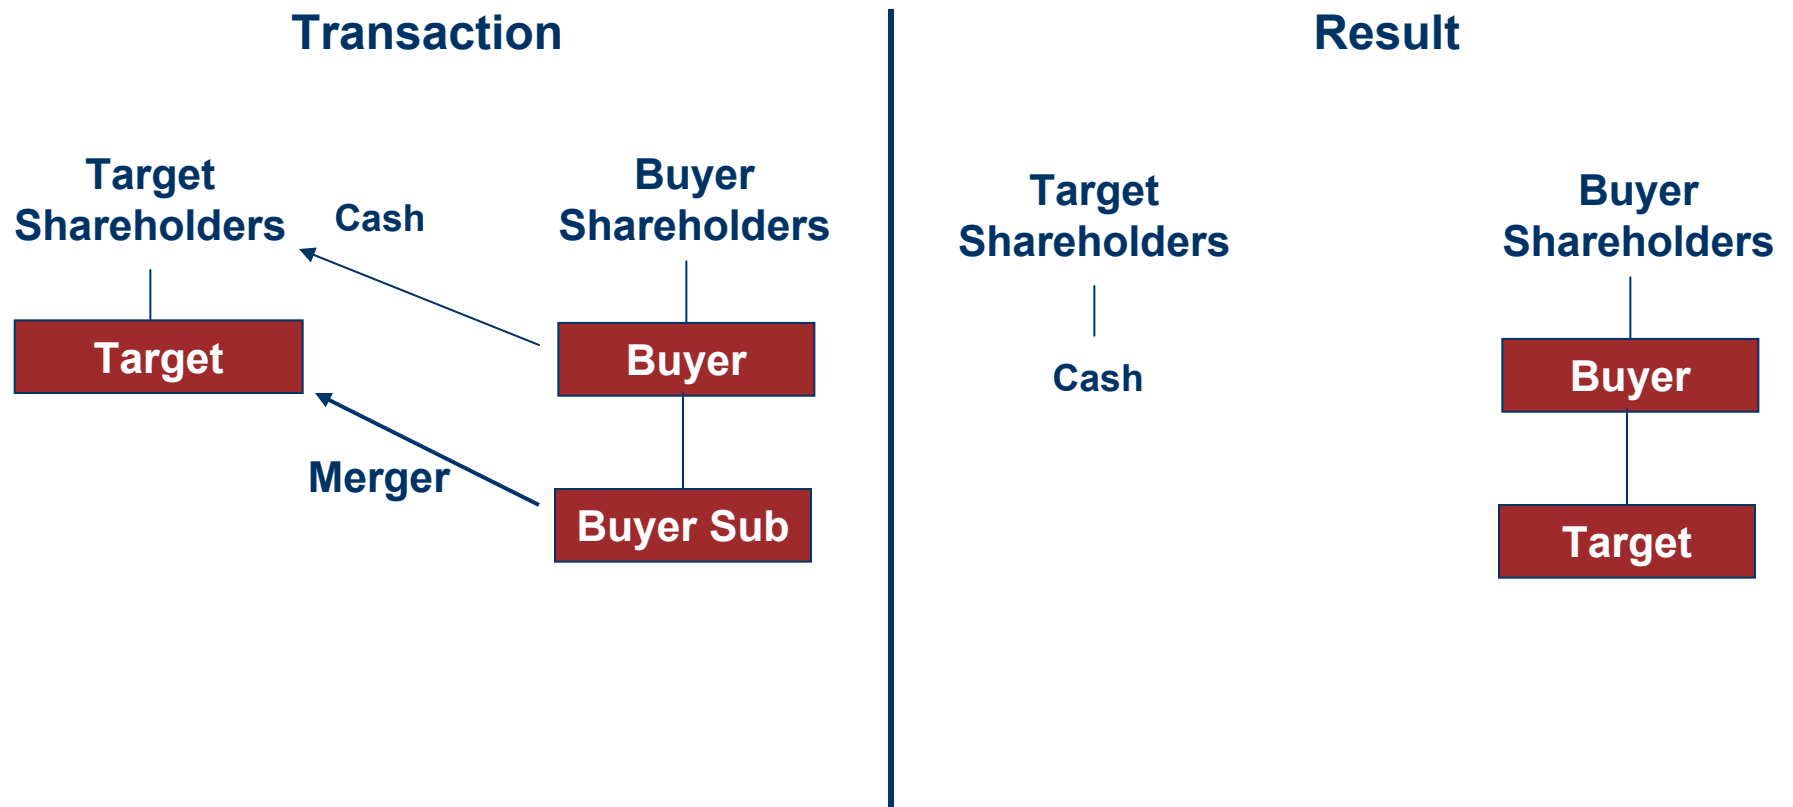 Transaction
Target
Shareholders
Cash
Buyer
Shareholders
Target
Buyer
Merger
Buyer Sub
Result
Target
Shareholders
Cash
Buyer
Shareholders
Buyer
Target